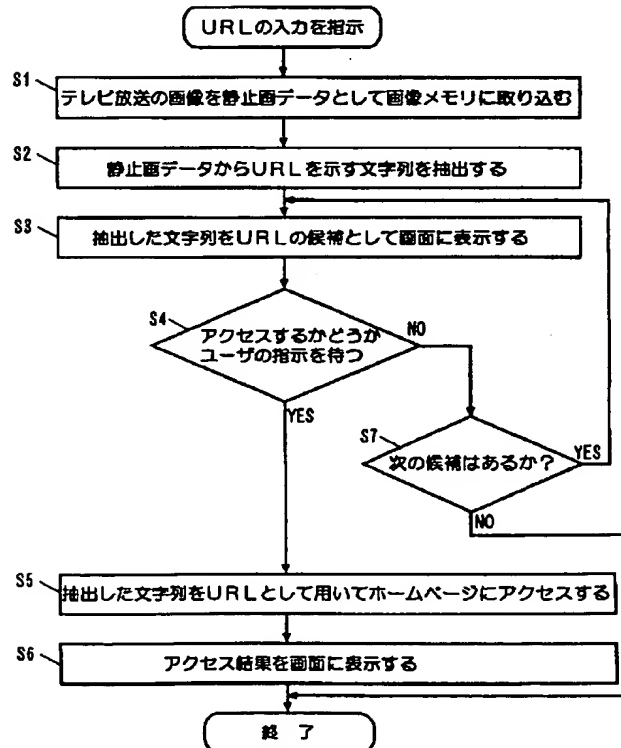 URLの入力を指示
S1
テレビ放送の画像を静止画データとして画像メモリに取り込む
S2
静止画データからURLを示す文字列を抽出する
S3
抽出した文字列をURLの候補として画面に表示する
S4
アクセスするかどうか
ユーザの指示を待つ
NO
YES
S7
次の候補はあるか?
YES
NO
S5
抽出した文字列をURLとして用いてホームページにアクセスする
S6
アクセス結果を画面に表示する
終 了